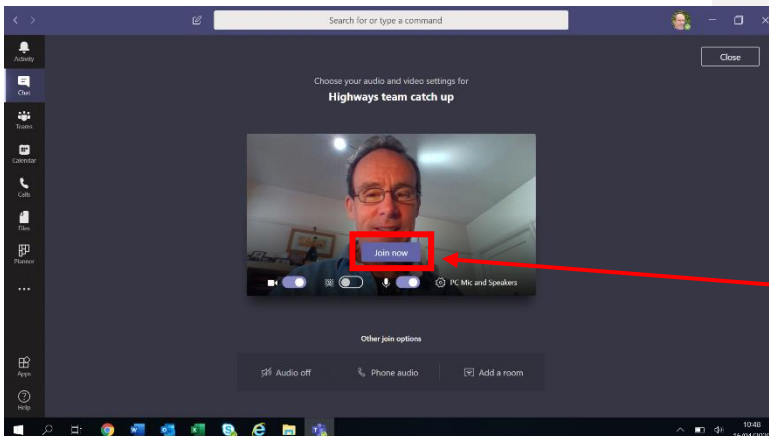 Search for or type a command
Activity
Chat
Teams
Calendar
Calls
Files
Planner
Apps
Help
Close
Choose your audio and video settings for
Highways team catch up
Join now
PC Mic and Speakers
Other join options
Audio off
Phone audio
Add a room
10:48